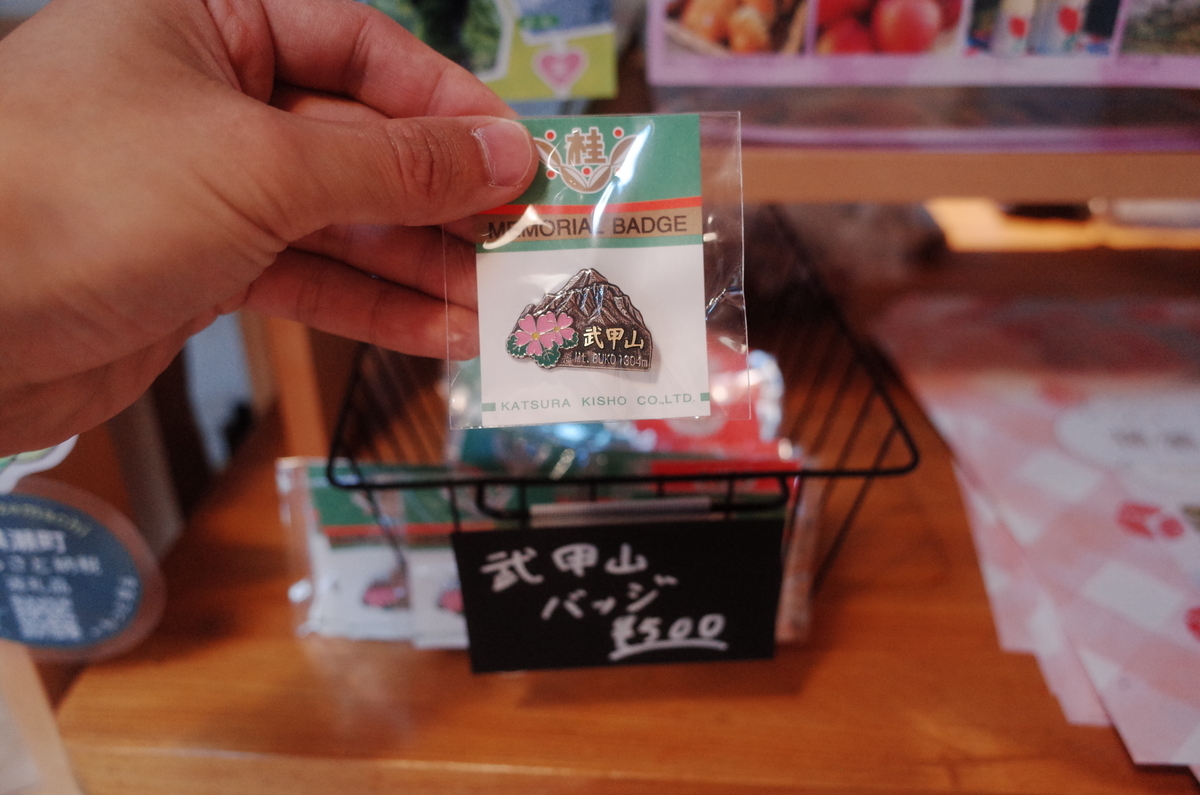 桂
MEMORIAL BADGE
武甲山
Mt. BUKO 1304m
KATSURA KISHO CO.,LTD.
武甲山
バッジ
¥500